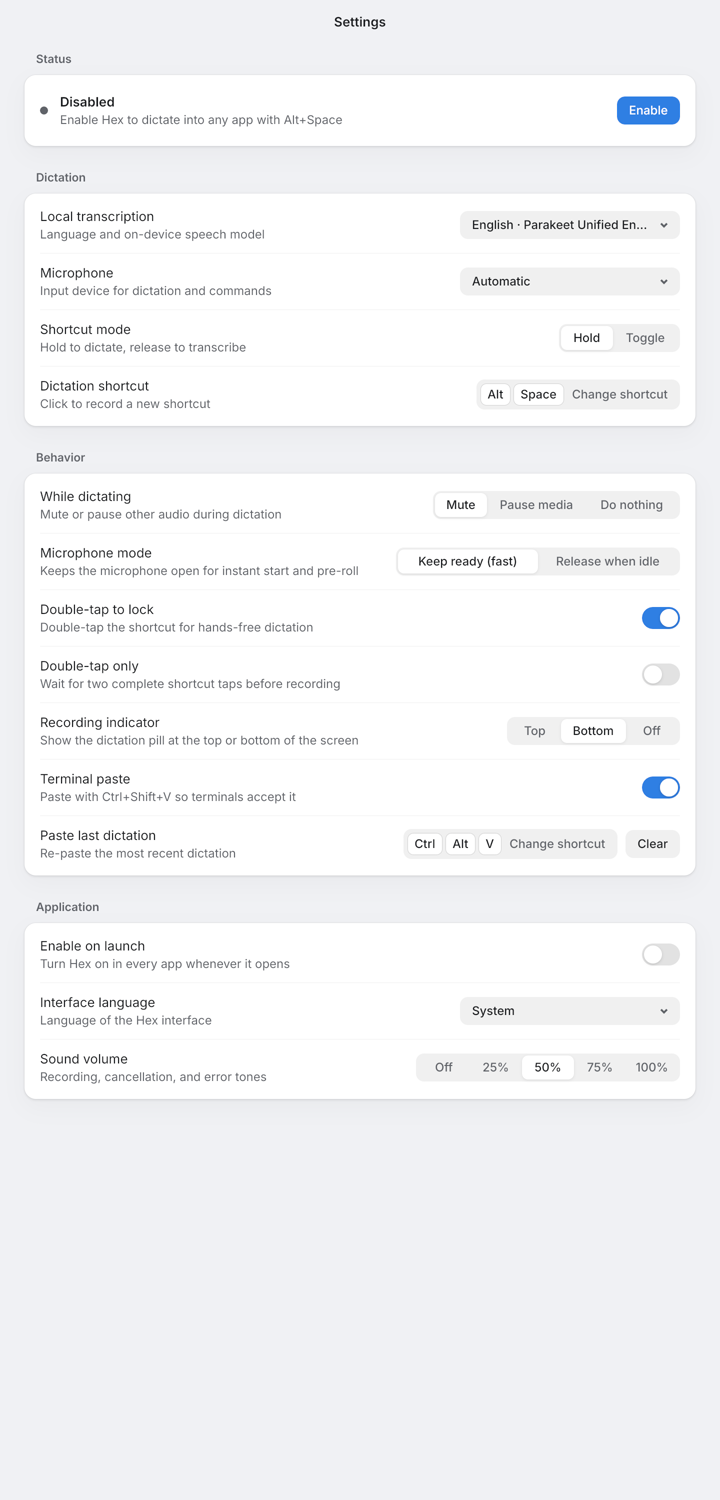 Settings
Status
Disabled
Enable Hex to dictate into any app with Alt+Space
Enable
Dictation
Local transcription
Language and on-device speech model
English · Parakeet Unified En...
Microphone
Input device for dictation and commands
Automatic
Shortcut mode
Hold to dictate, release to transcribe
Hold Toggle
Dictation shortcut
Click to record a new shortcut
Alt Space Change shortcut
Behavior
While dictating
Mute or pause other audio during dictation
Mute Pause media Do nothing
Microphone mode
Keeps the microphone open for instant start and pre-roll
Keep ready (fast) Release when idle
Double-tap to lock
Double-tap the shortcut for hands-free dictation
Double-tap only
Wait for two complete shortcut taps before recording
Recording indicator
Show the dictation pill at the top or bottom of the screen
Top Bottom Off
Terminal paste
Paste with Ctrl+Shift+V so terminals accept it
Paste last dictation
Re-paste the most recent dictation
Ctrl Alt V Change shortcut Clear
Application
Enable on launch
Turn Hex on in every app whenever it opens
Interface language
Language of the Hex interface
System
Sound volume
Recording, cancellation, and error tones
Off 25% 50% 75% 100%